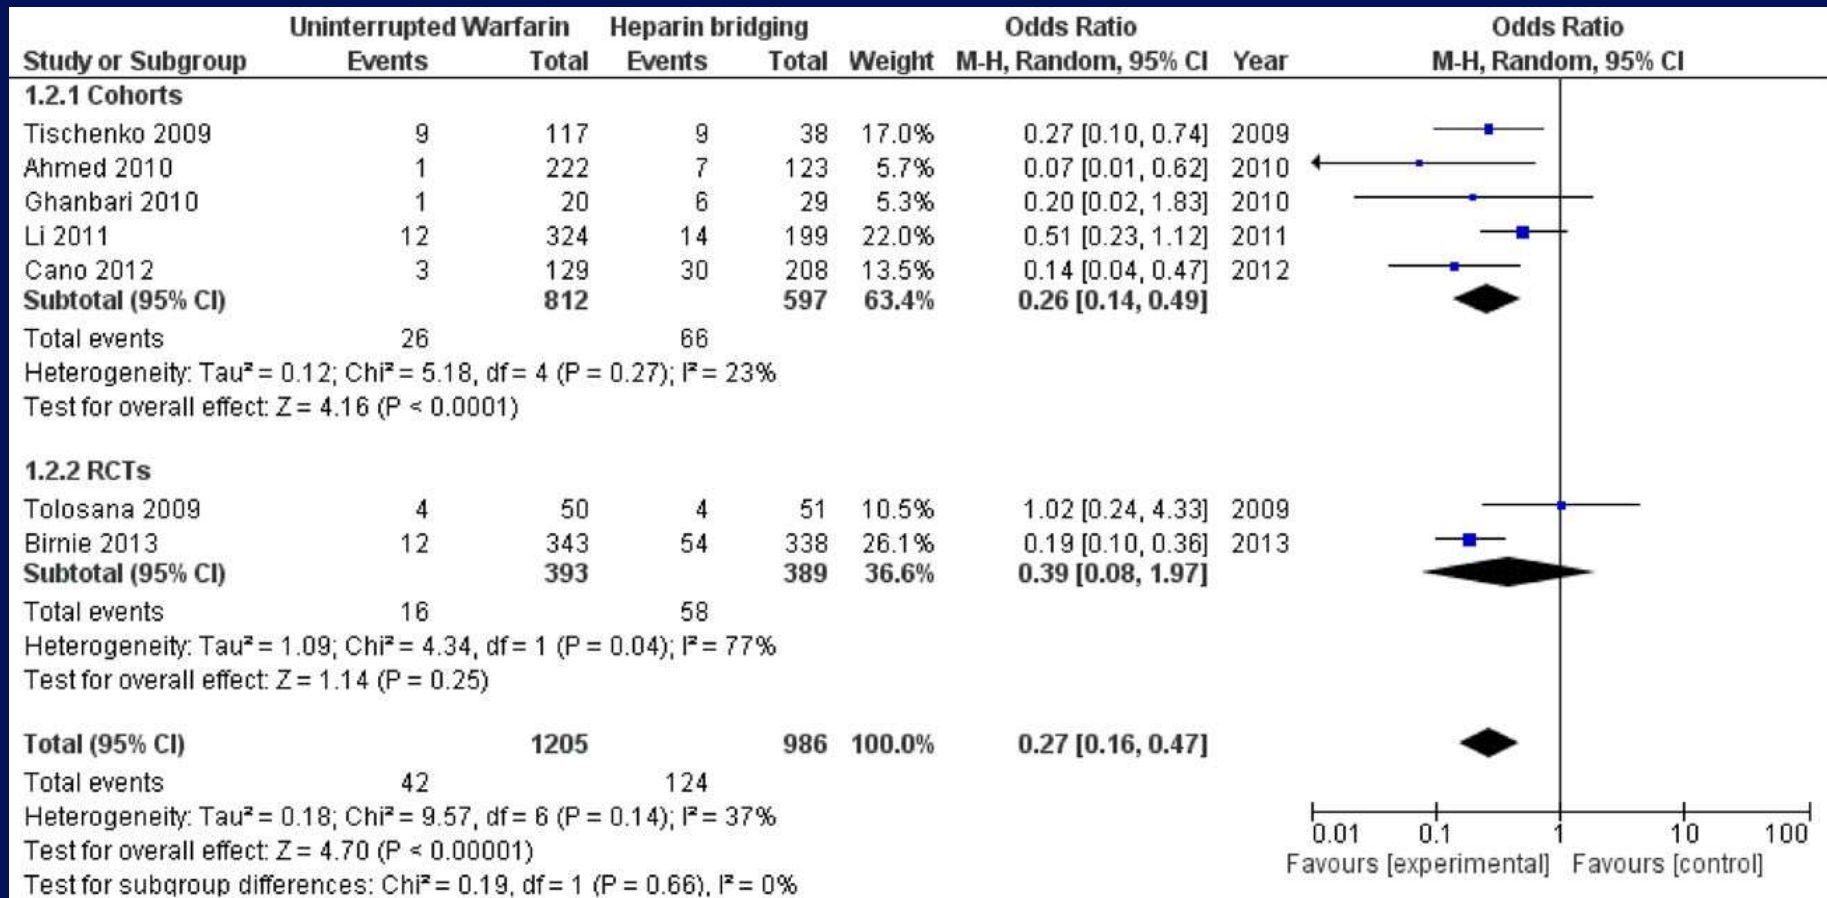 Uninterrupted Warfarin Heparin bridging Odds Ratio Odds Ratio
Study or Subgroup Events Total Events Total Weight M-H, Random, 95% CI Year M-H, Random, 95% CI
1.2.1 Cohorts
Tischenko 2009 9 117 9 38 17.0% 0.27 [0.10, 0.74] 2009
Ahmed 2010 1 222 7 123 5.7% 0.07 [0.01, 0.62] 2010
Ghanbari 2010 1 20 6 29 5.3% 0.20 [0.02, 1.83] 2010
Li 2011 12 324 14 199 22.0% 0.51 [0.23, 1.12] 2011
Cano 2012 3 129 30 208 13.5% 0.14 [0.04, 0.47] 2012
Subtotal (95% CI) 812 597 63.4% 0.26 [0.14, 0.49]
Total events 26 66
Heterogeneity: Tau² = 0.12; Chi² = 5.18, df = 4 (P = 0.27); I² = 23%
Test for overall effect: Z = 4.16 (P < 0.0001)
1.2.2 RCTs
Tolosana 2009 4 50 4 51 10.5% 1.02 [0.24, 4.33] 2009
Birnie 2013 12 343 54 338 26.1% 0.19 [0.10, 0.36] 2013
Subtotal (95% CI) 393 389 36.6% 0.39 [0.08, 1.97]
Total events 16 58
Heterogeneity: Tau² = 1.09; Chi² = 4.34, df = 1 (P = 0.04); I² = 77%
Test for overall effect: Z = 1.14 (P = 0.25)
Total (95% CI) 1205 986 100.0% 0.27 [0.16, 0.47]
Total events 42 124
Heterogeneity: Tau² = 0.18; Chi² = 9.57, df = 6 (P = 0.14); I² = 37%
Test for overall effect: Z = 4.70 (P < 0.00001)
Test for subgroup differences: Chi² = 0.19, df = 1 (P = 0.66), I² = 0%
0.01 0.1 1 10 100
Favours [experimental] Favours [control]